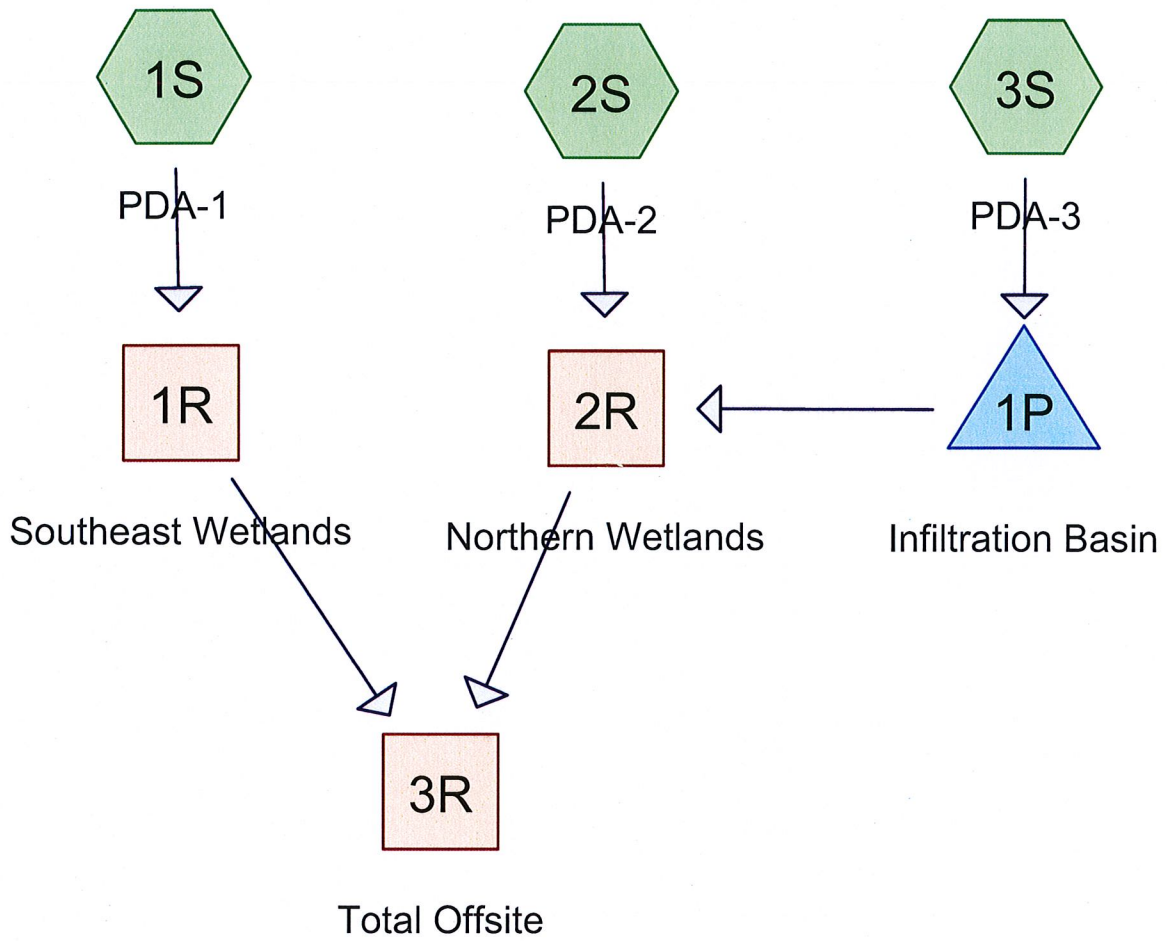 1S
2S
3S
PDA-1
PDA-2
PDA-3
1R
2R
1P
Southeast Wetlands
Northern Wetlands
Infiltration Basin
3R
Total Offsite